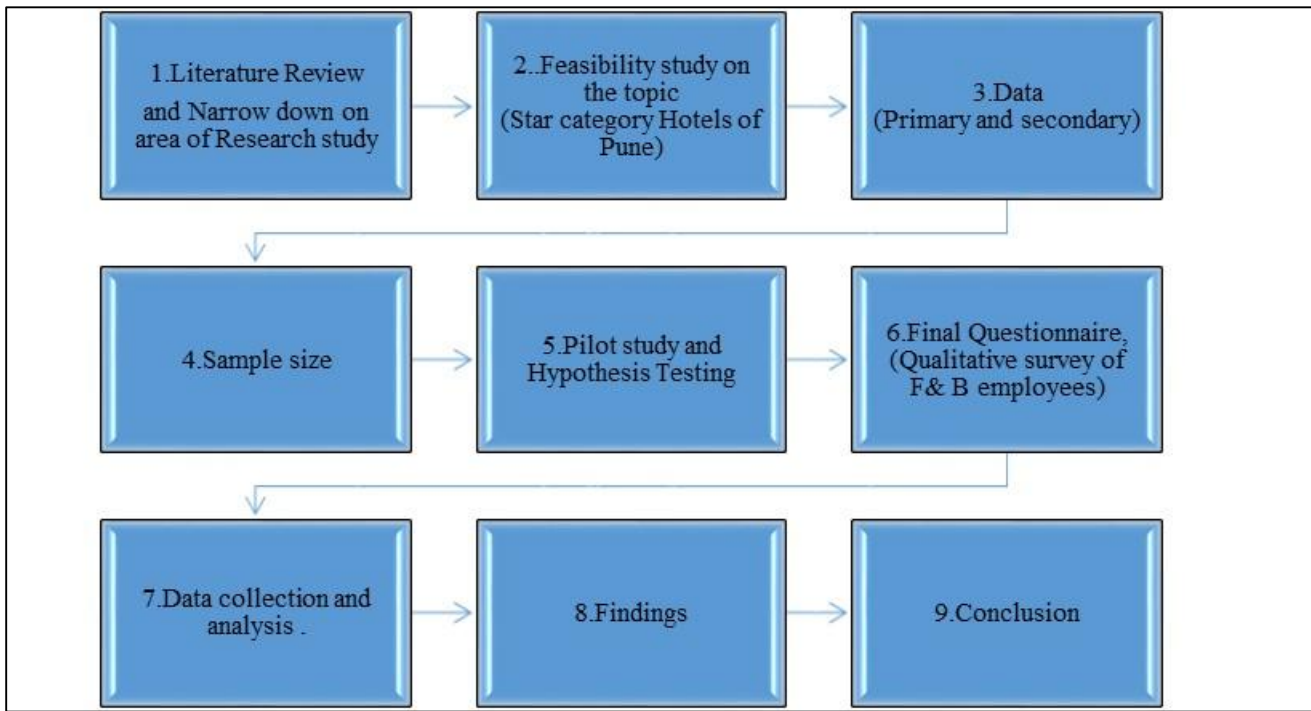 1.Literature Review
and Narrow down on
area of Research study
2..Feasibility study on
the topic
(Star category Hotels of
Pune)
3.Data
(Primary and secondary)
4.Sample size
5.Pilot study and
Hypothesis Testing
6.Final Questionnaire,
(Qualitative survey of
F& B employees)
7.Data collection and
analysis .
8.Findings
9.Conclusion